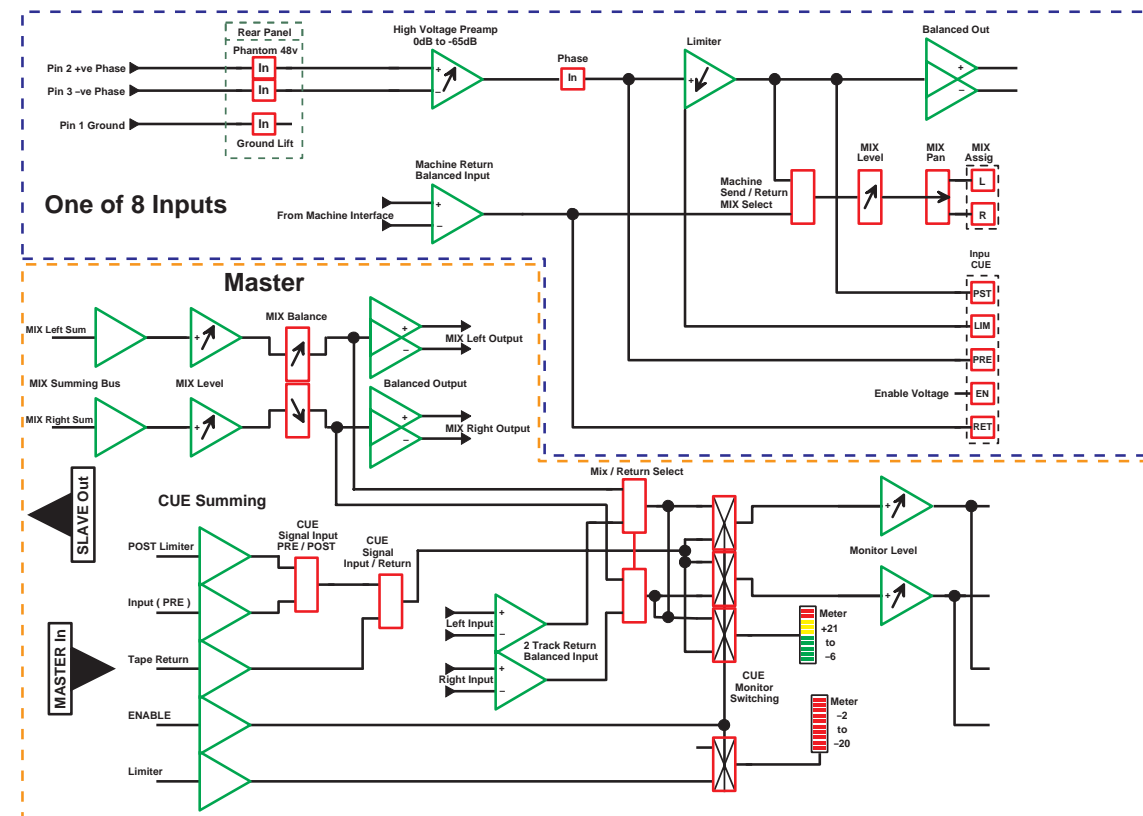 Rear Panel
Phantom 48v
High Voltage Preamp
0dB to -65dB
Limiter
Balanced Out
Phase
Pin 2 +ve Phase
In
+
In
+
+
Pin 3 –ve Phase
In
–
–
Pin 1 Ground
In
Ground Lift
MIX
Level
MIX
Pan
MIX
Assig
Machine Return
Balanced Input
Machine
Send / Return
MIX Select
L
R
One of 8 Inputs
From Machine Interface
+
–
Inpu
CUE
PST
LIM
PRE
Enable Voltage
EN
RET
Master
MIX Balance
MIX Left Sum
+
+
–
MIX Left Output
MIX Summing Bus
MIX Level
Balanced Output
MIX Right Sum
+
+
–
MIX Right Output
Mix / Return Select
SLAVE Out
CUE Summing
CUE
Signal Input
PRE / POST
CUE
Signal
Input / Return
POST Limiter
Input ( PRE )
Tape Return
ENABLE
Limiter
MASTER In
+
Left Input
–
2 Track Return
Balanced Input
+
Right Input
–
+
Monitor Level
+
Meter
+21
to
–6
CUE
Monitor
Switching
Meter
–2
to
–20